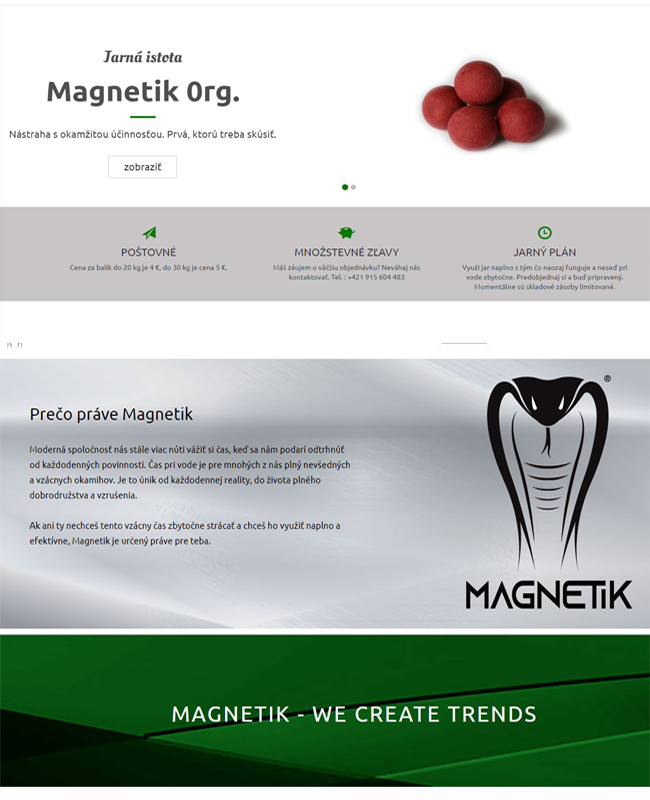 Jarná istota
Magnetik 0rg.
Nástraha s okamžitou účinnosťou. Prvá, ktorú treba skúsiť.
zobraziť
POŠTOVNÉ
Cena za balík do 20 kg je 4 €, do 30 kg je cena 5 €.
MNOŽSTEVNÉ ZĽAVY
Máš záujem o väčšiu objednávku? Neváhaj nás
kontaktovať. Tel. : +421 915 604 483
JARNÝ PLÁN
Využi jar naplno s tým čo naozaj funguje a neseď pri
vode zbytočne. Predobjednaj si a buď pripravený.
Momentálne sú skladové zásoby limitované.
Prečo práve Magnetik
Moderná spoločnosť nás stále viac núti vážiť si čas, keď sa nám podarí odtrhnúť
od každodenných povinnosti. Čas pri vode je pre mnohých z nás plný nevšedných
a vzácnych okamihov. Je to únik od každodennej reality, do života plného
dobrodružstva a vzrušenia.
Ak ani ty nechceš tento vzácny čas zbytočne strácať a chceš ho využiť naplno a
efektívne, Magnetik je určený práve pre teba.
®
MAGNETiK
MAGNETIK - WE CREATE TRENDS